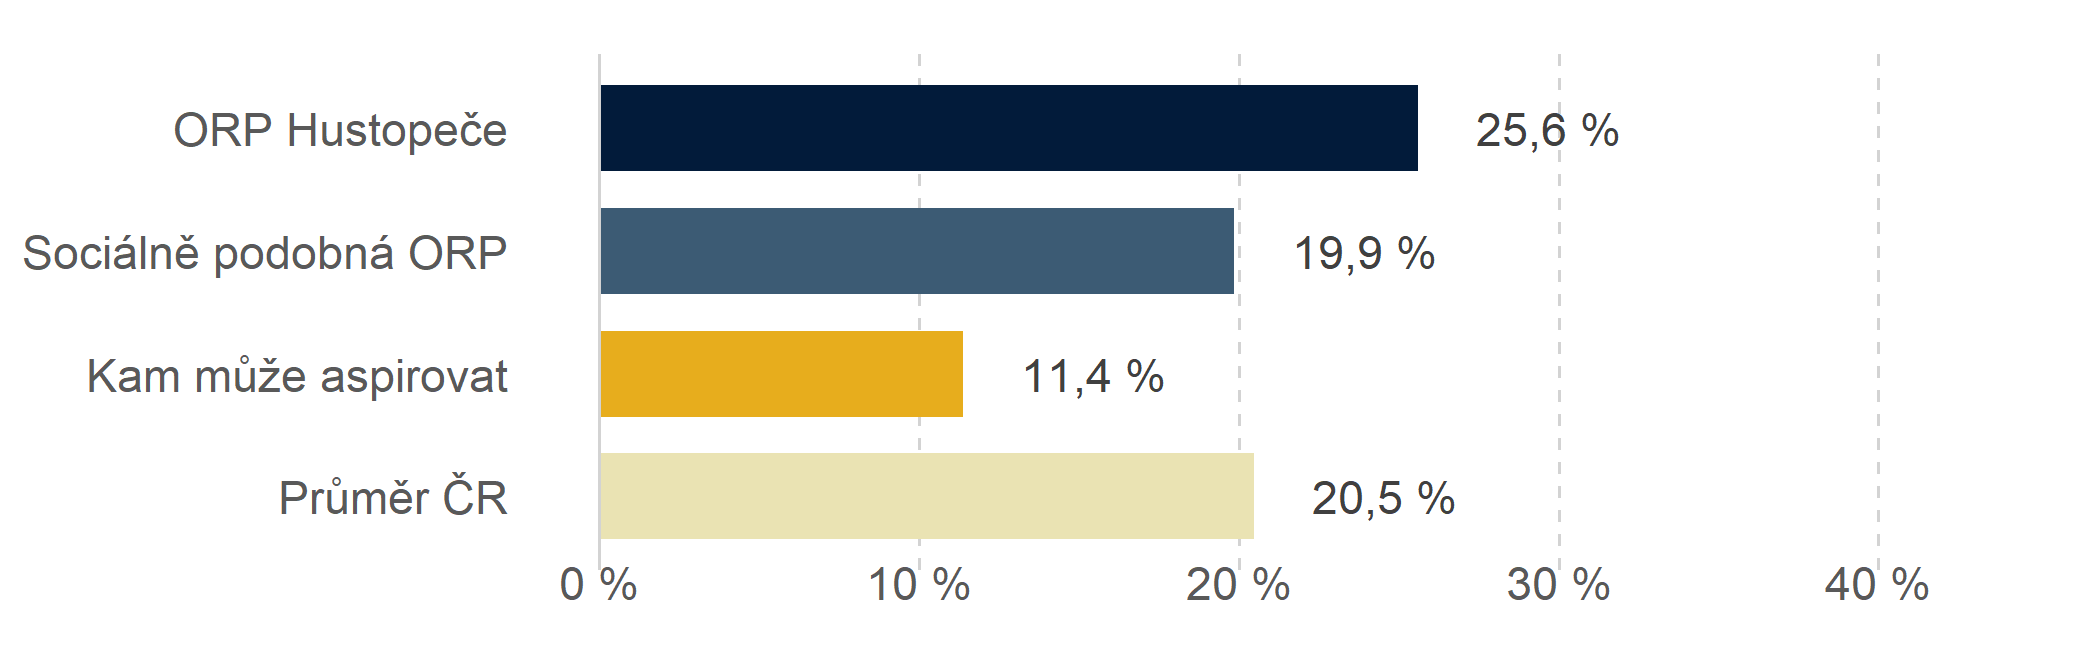 ORP Hustopeče 25,6 %
Sociálně podobná ORP 19,9 %
Kam může aspirovat 11,4 %
Průměr ČR 20,5 %
0 % 10 % 20 % 30 % 40 %